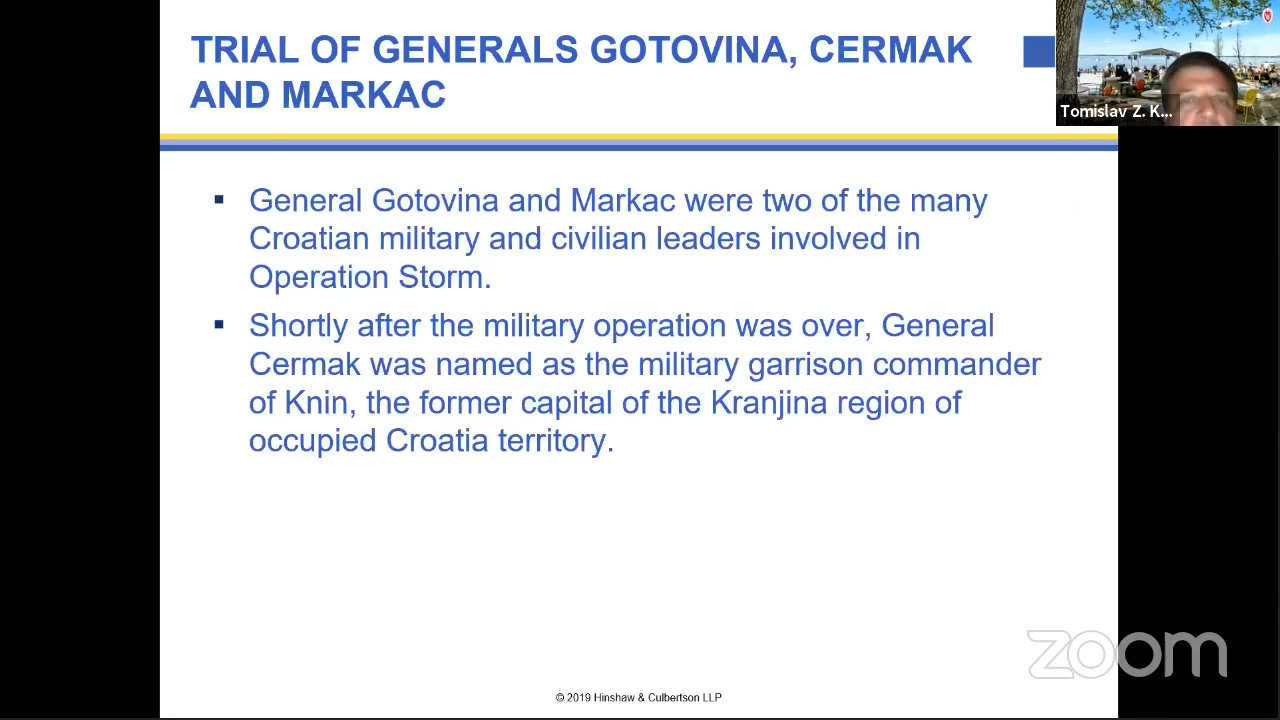 TRIAL OF GENERALS GOTOVINA, CERMAK
AND MARKAC
Tomislav Z. K...
▪ General Gotovina and Markac were two of the many
Croatian military and civilian leaders involved in
Operation Storm.
▪ Shortly after the military operation was over, General
Cermak was named as the military garrison commander
of Knin, the former capital of the Kranjina region of
occupied Croatia territory.
zoom
© 2019 Hinshaw & Culbertson LLP